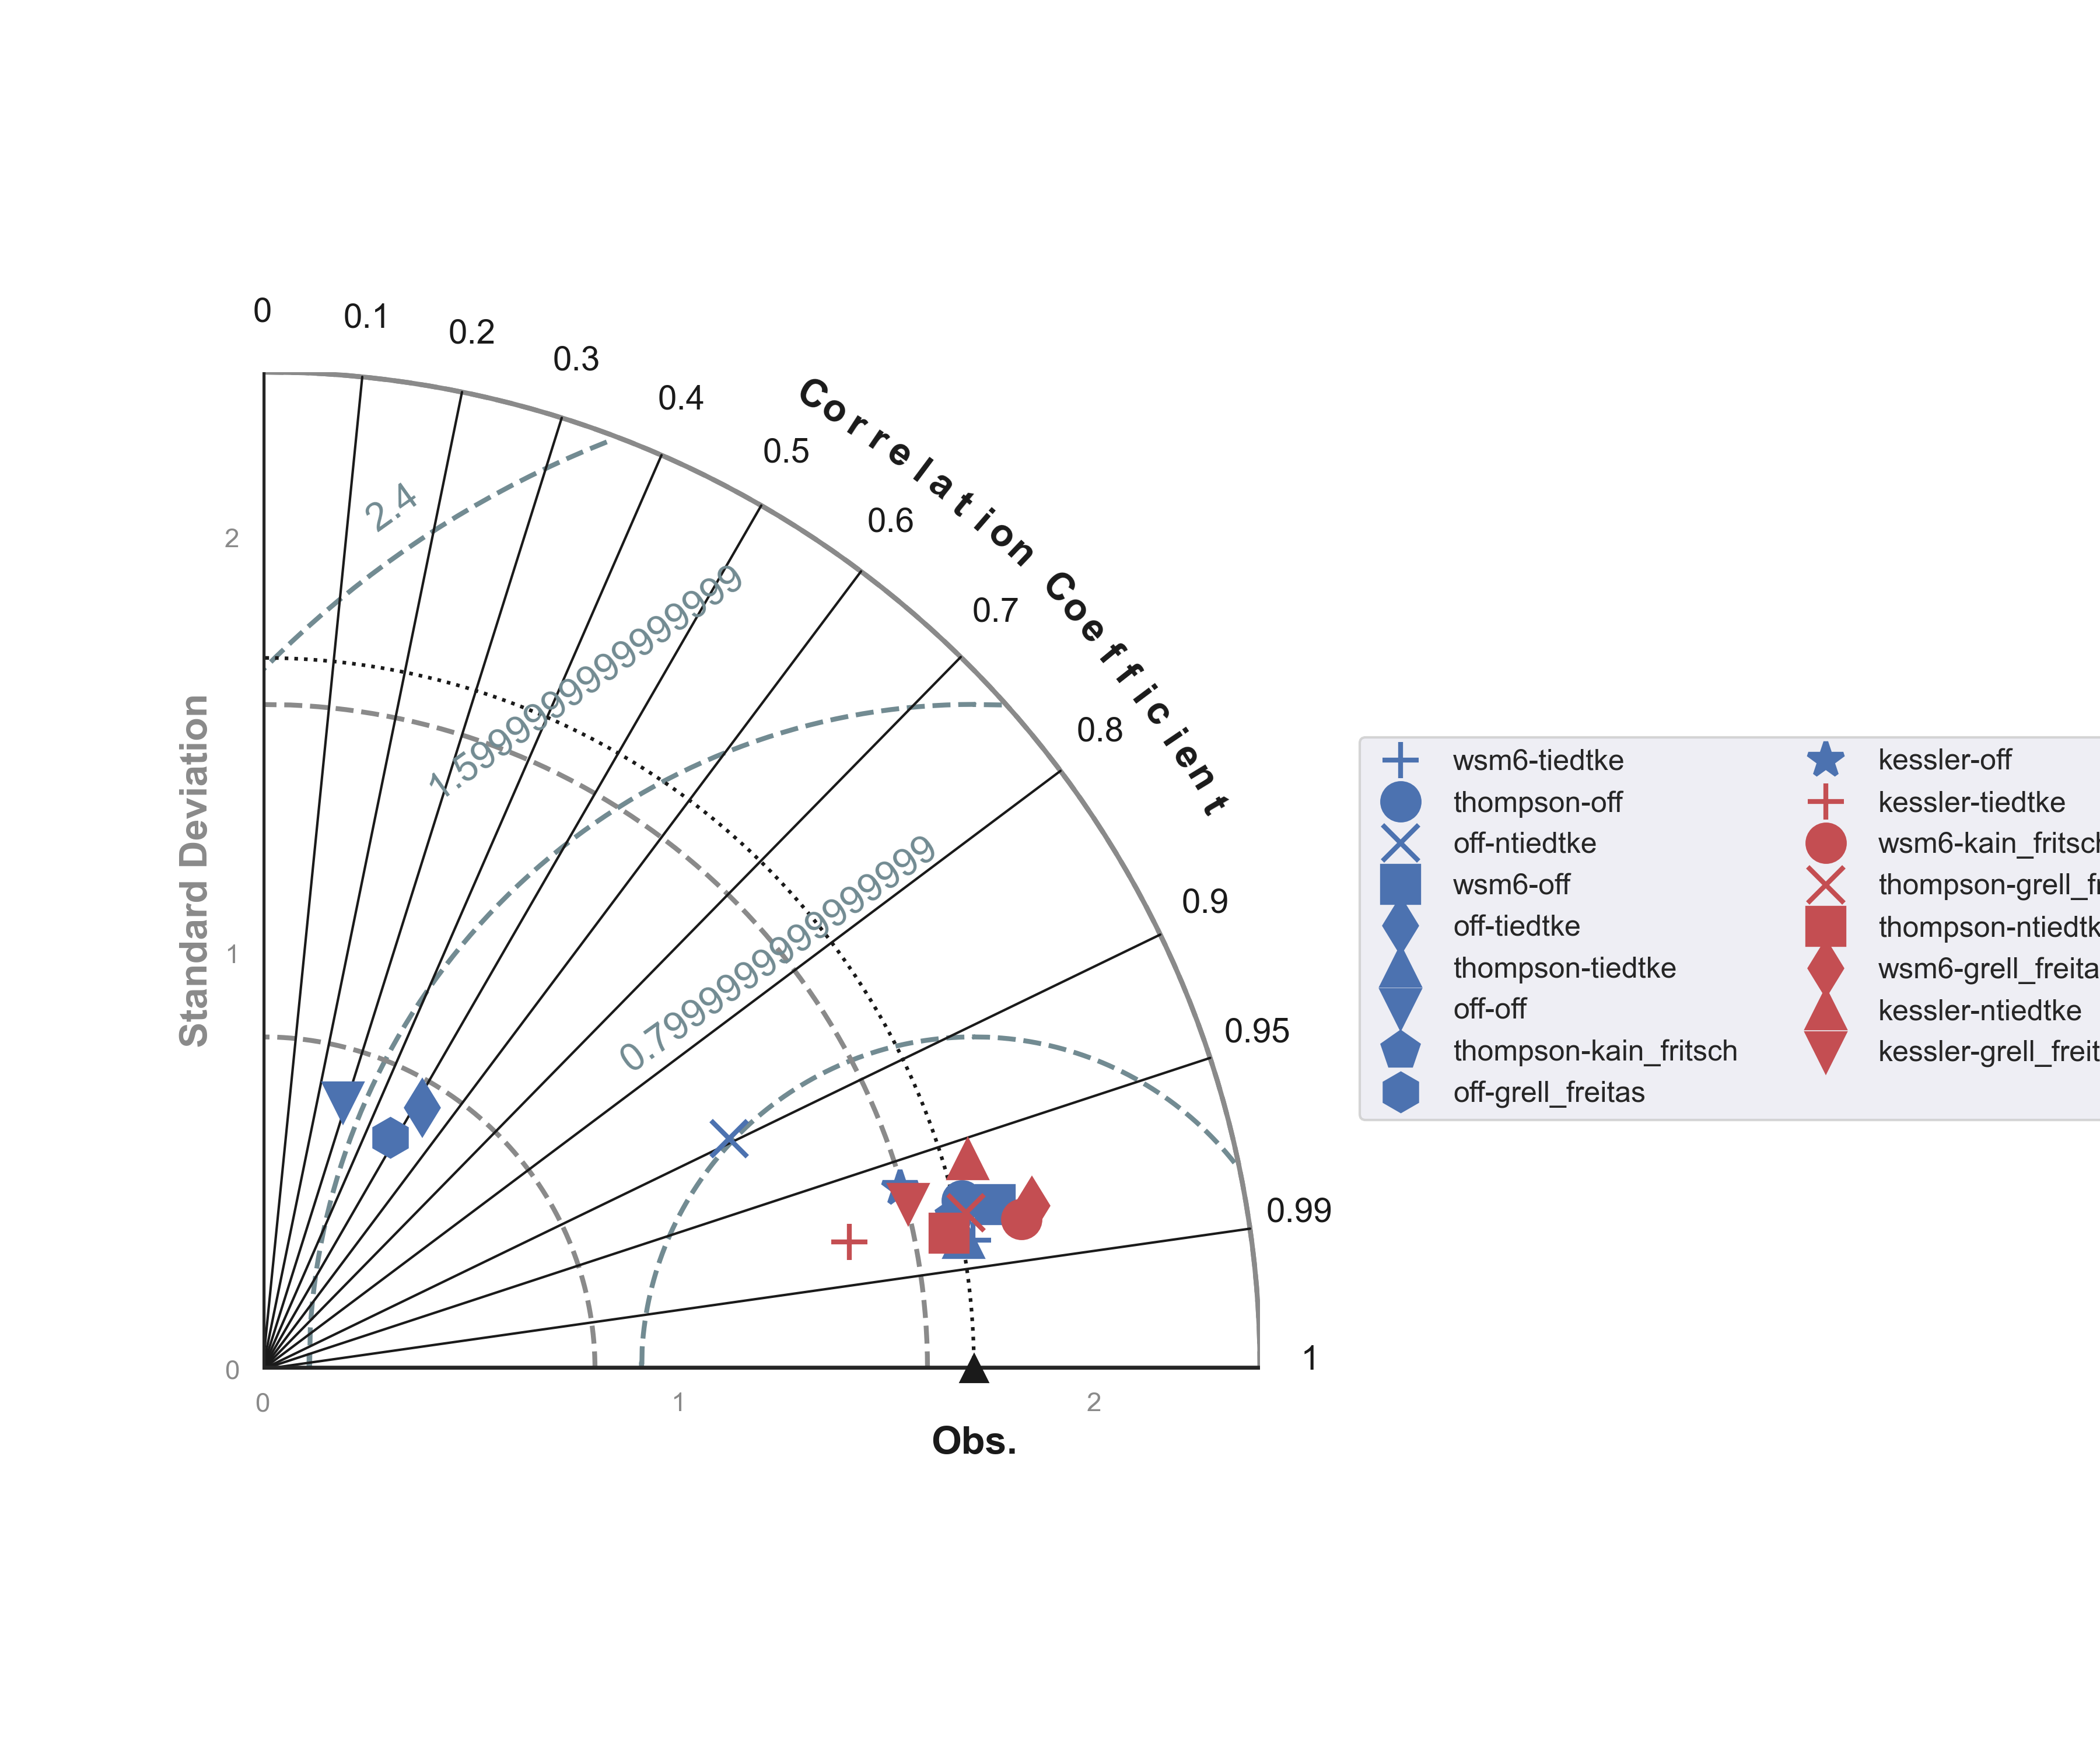 0
0.1
0.2
0.3
0.4
0.5
0.6
0.7
0.8
0.9
0.95
0.99
1
Correlation Coefficient
2.4
1.5999999999999999
0.7999999999999999
Standard Deviation
2
1
0
0
1
2
Obs.
wsm6-tiedtke
thompson-off
off-ntiedtke
wsm6-off
off-tiedtke
thompson-tiedtke
off-off
thompson-kain_fritsch
off-grell_freitas
kessler-off
kessler-tiedtke
wsm6-kain_fritsch
thompson-grell_fr
thompson-ntiedtk
wsm6-grell_freita
kessler-ntiedtke
kessler-grell_freit